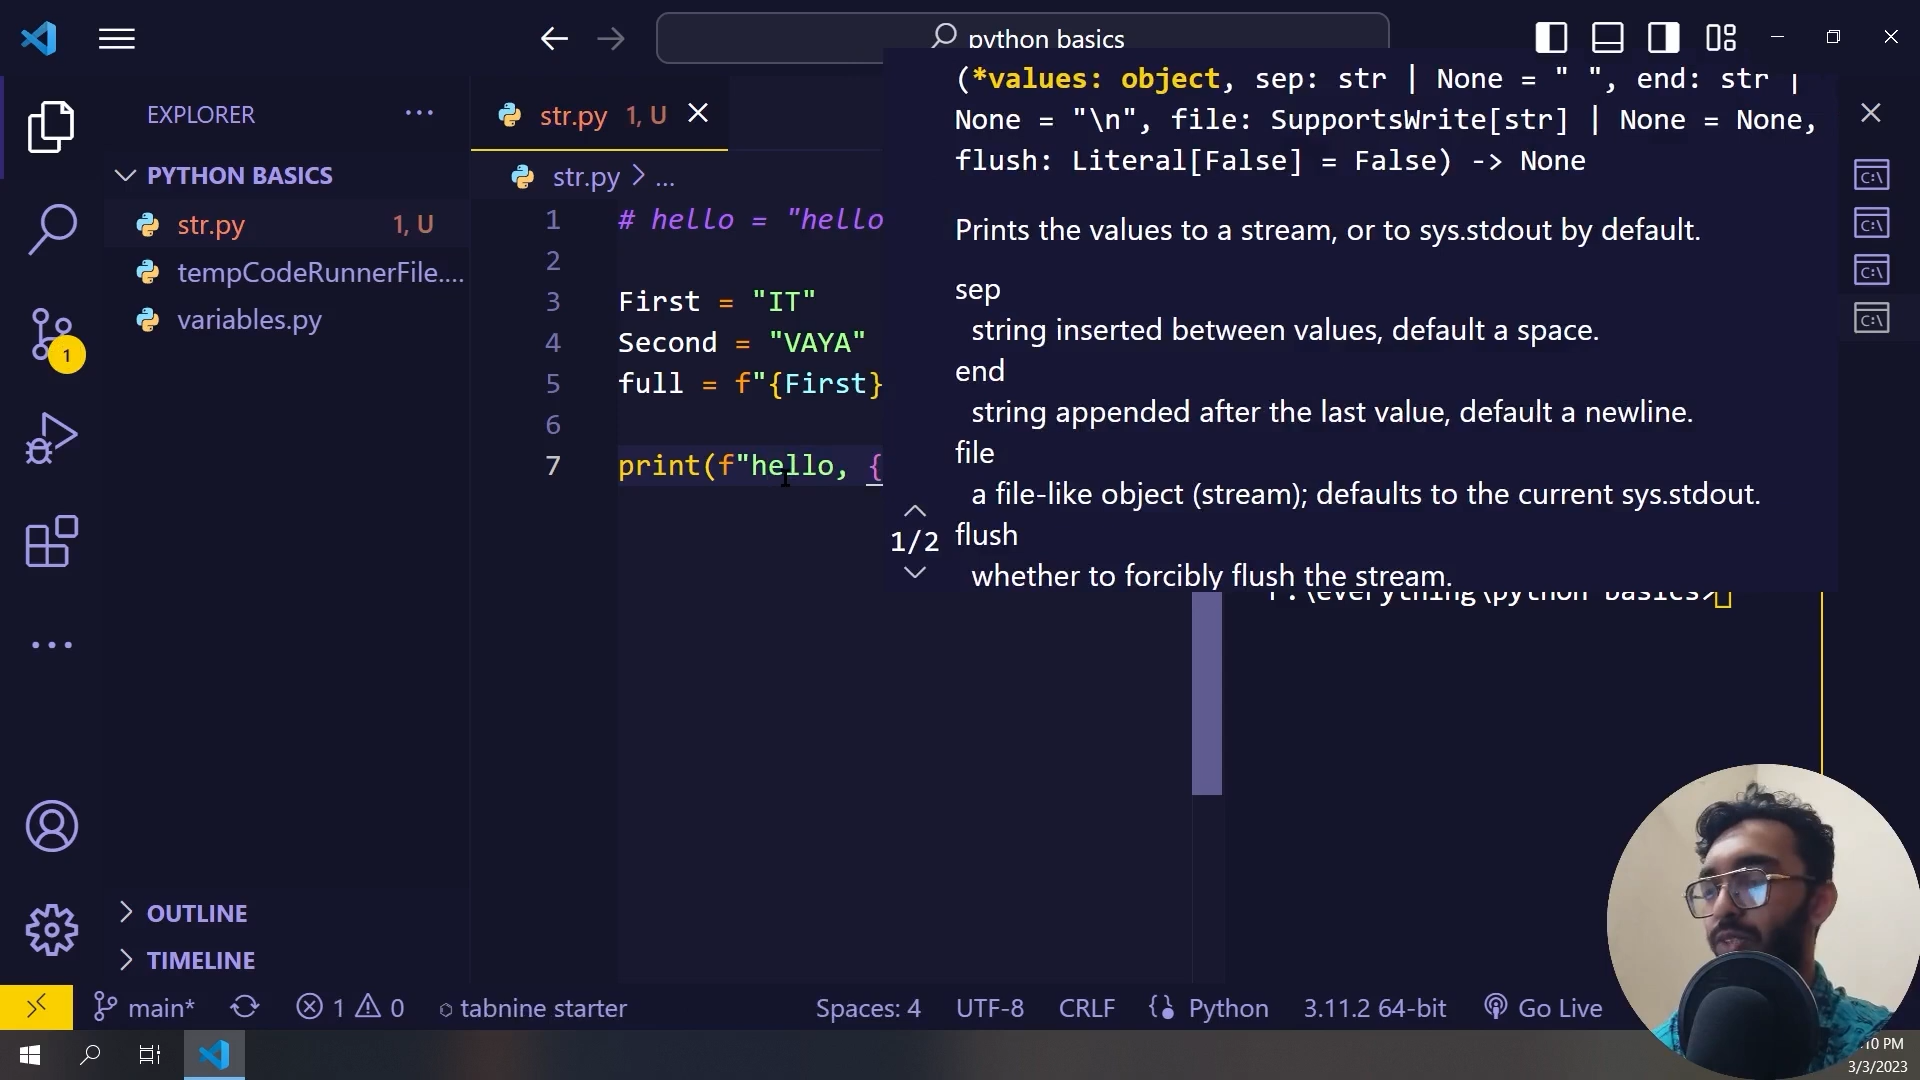 python basics
EXPLORER
PYTHON BASICS
str.py 1, U
tempCodeRunnerFile....
variables.py
OUTLINE
TIMELINE
str.py 1, U
str.py > ...
1 # hello = "hello
2
3 First = "IT"
4 Second = "VAYA"
5 full = f"{First}
6
7 print(f"hello, {
(*values: object, sep: str | None = " ", end: str |
None = "\n", file: SupportsWrite[str] | None = None,
flush: Literal[False] = False) -> None
Prints the values to a stream, or to sys.stdout by default.
sep
string inserted between values, default a space.
end
string appended after the last value, default a newline.
file
a file-like object (stream); defaults to the current sys.stdout.
flush
whether to forcibly flush the stream.
1/2
:\everything\python basics>
C:\
C:\
C:\
C:\
1
main* 1 0 tabnine starter Spaces: 4 UTF-8 CRLF Python 3.11.2 64-bit Go Live
10 PM
3/3/2023